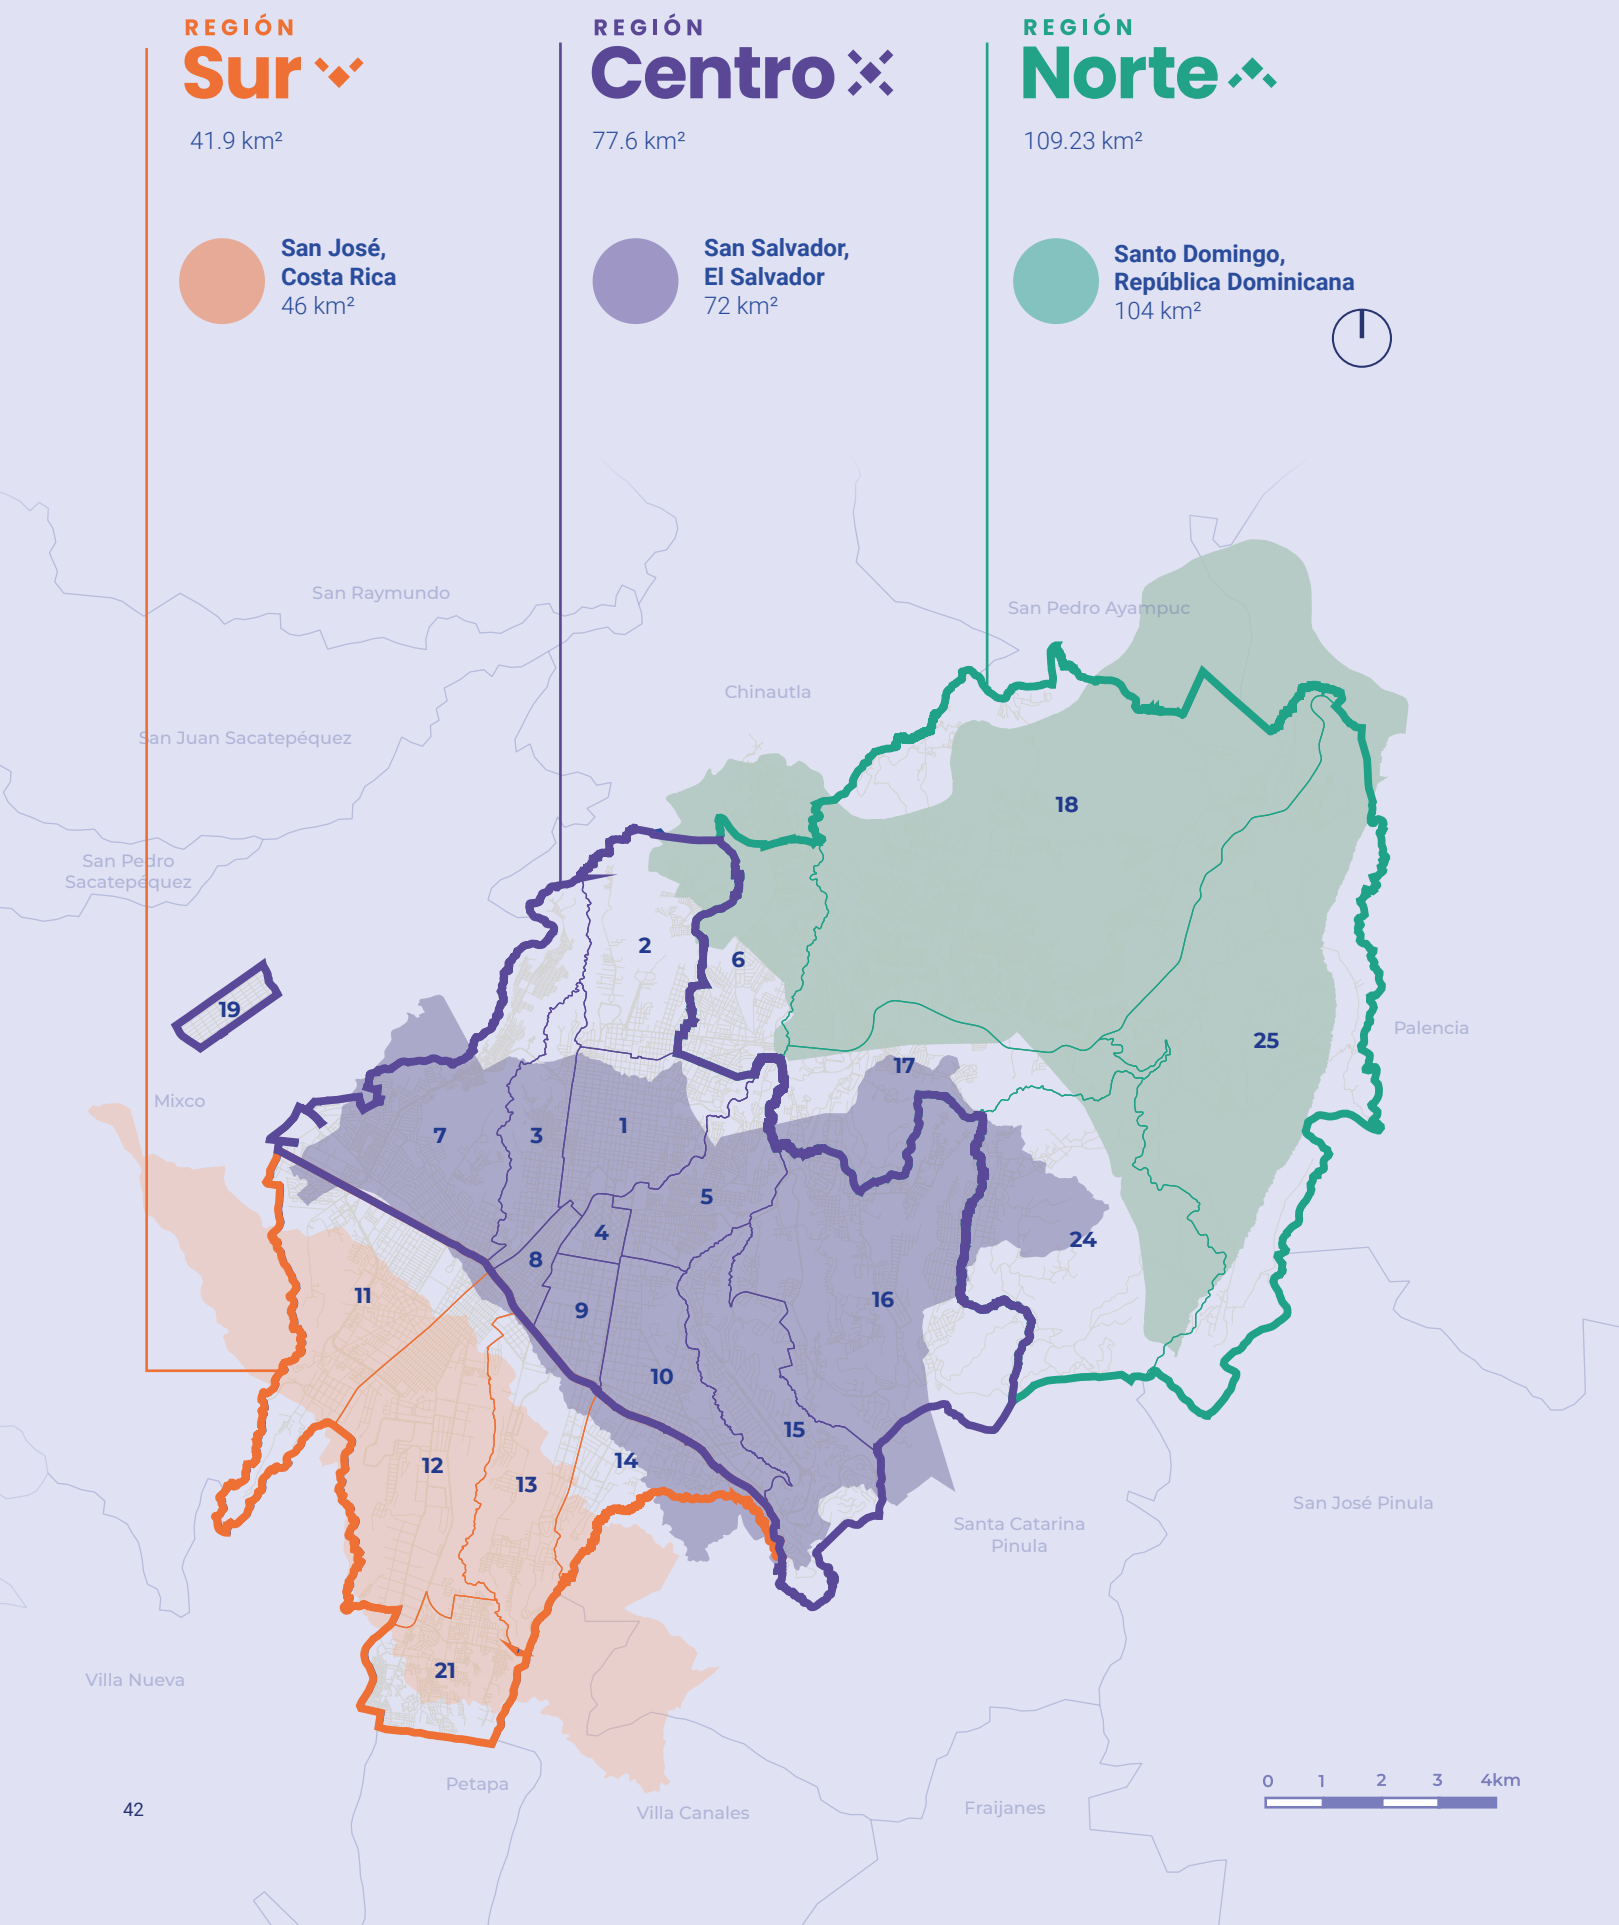 REGIÓN
Sur
41.9 km²
San José,
Costa Rica
46 km²
REGIÓN
Centro
77.6 km²
San Salvador,
El Salvador
72 km²
REGIÓN
Norte
109.23 km²
Santo Domingo,
República Dominicana
104 km²
San Raymundo
San Pedro Ayampuc
Chinautla
San Juan Sacatepéquez
18
San Pedro
Sacatepéquez
2
6
19
Palencia
25
17
Mixco
7
3
1
5
4
24
8
11
9
16
10
15
14
12
13
San José Pinula
Santa Catarina
Pinula
21
Villa Nueva
Petapa
Villa Canales
Fraijanes
0 1 2 3 4km
42